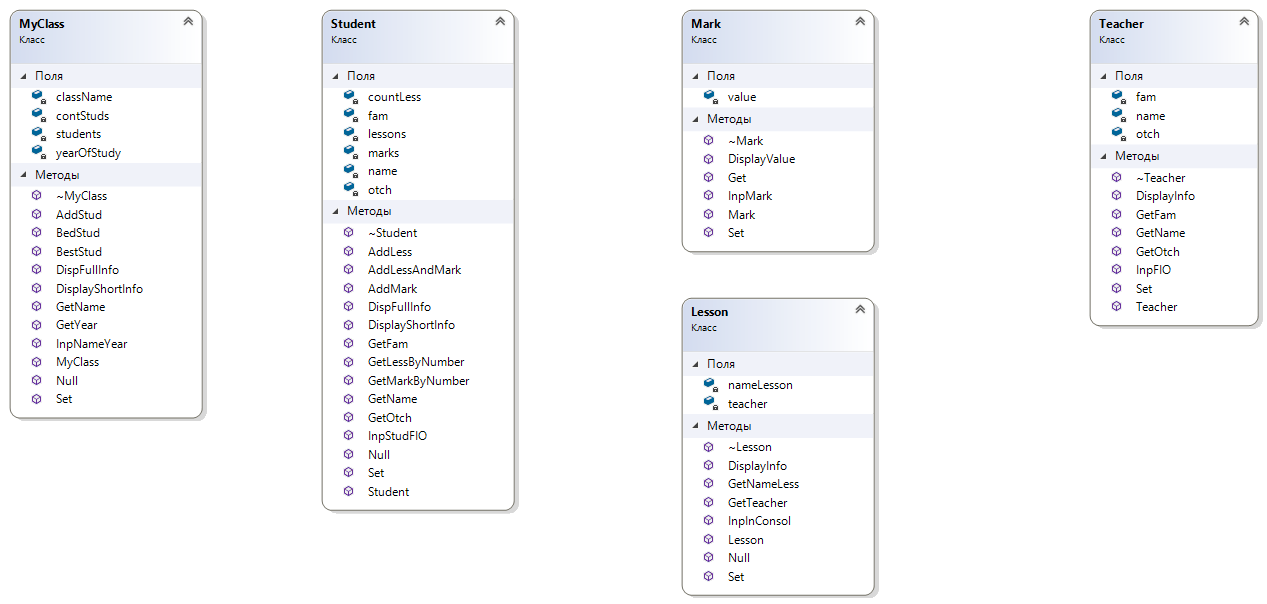 MyClass
Класс
Поля
className
contStuds
students
yearOfStudy
Методы
~MyClass
AddStud
BedStud
BestStud
DispFullInfo
DisplayShortInfo
GetName
GetYear
InpNameYear
MyClass
Null
Set
Student
Класс
Поля
countLess
fam
lessons
marks
name
otch
Методы
~Student
AddLess
AddLessAndMark
AddMark
DispFullInfo
DisplayShortInfo
GetFam
GetLessByNumber
GetMarkByNumber
GetName
GetOtch
InpStudFIO
Null
Set
Student
Mark
Класс
Поля
value
Методы
~Mark
DisplayValue
Get
InpMark
Mark
Set
Lesson
Класс
Поля
nameLesson
teacher
Методы
~Lesson
DisplayInfo
GetNameLess
GetTeacher
InpInConsol
Lesson
Null
Set
Teacher
Класс
Поля
fam
name
otch
Методы
~Teacher
DisplayInfo
GetFam
GetName
GetOtch
InpFIO
Set
Teacher